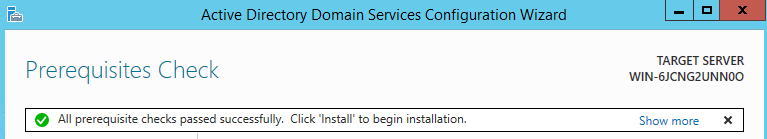 Active Directory Domain Services Configuration Wizard
Prerequisites Check
TARGET SERVER
WIN-6JCNG2UNN0O
All prerequisite checks passed successfully. Click 'Install' to begin installation.
Show more